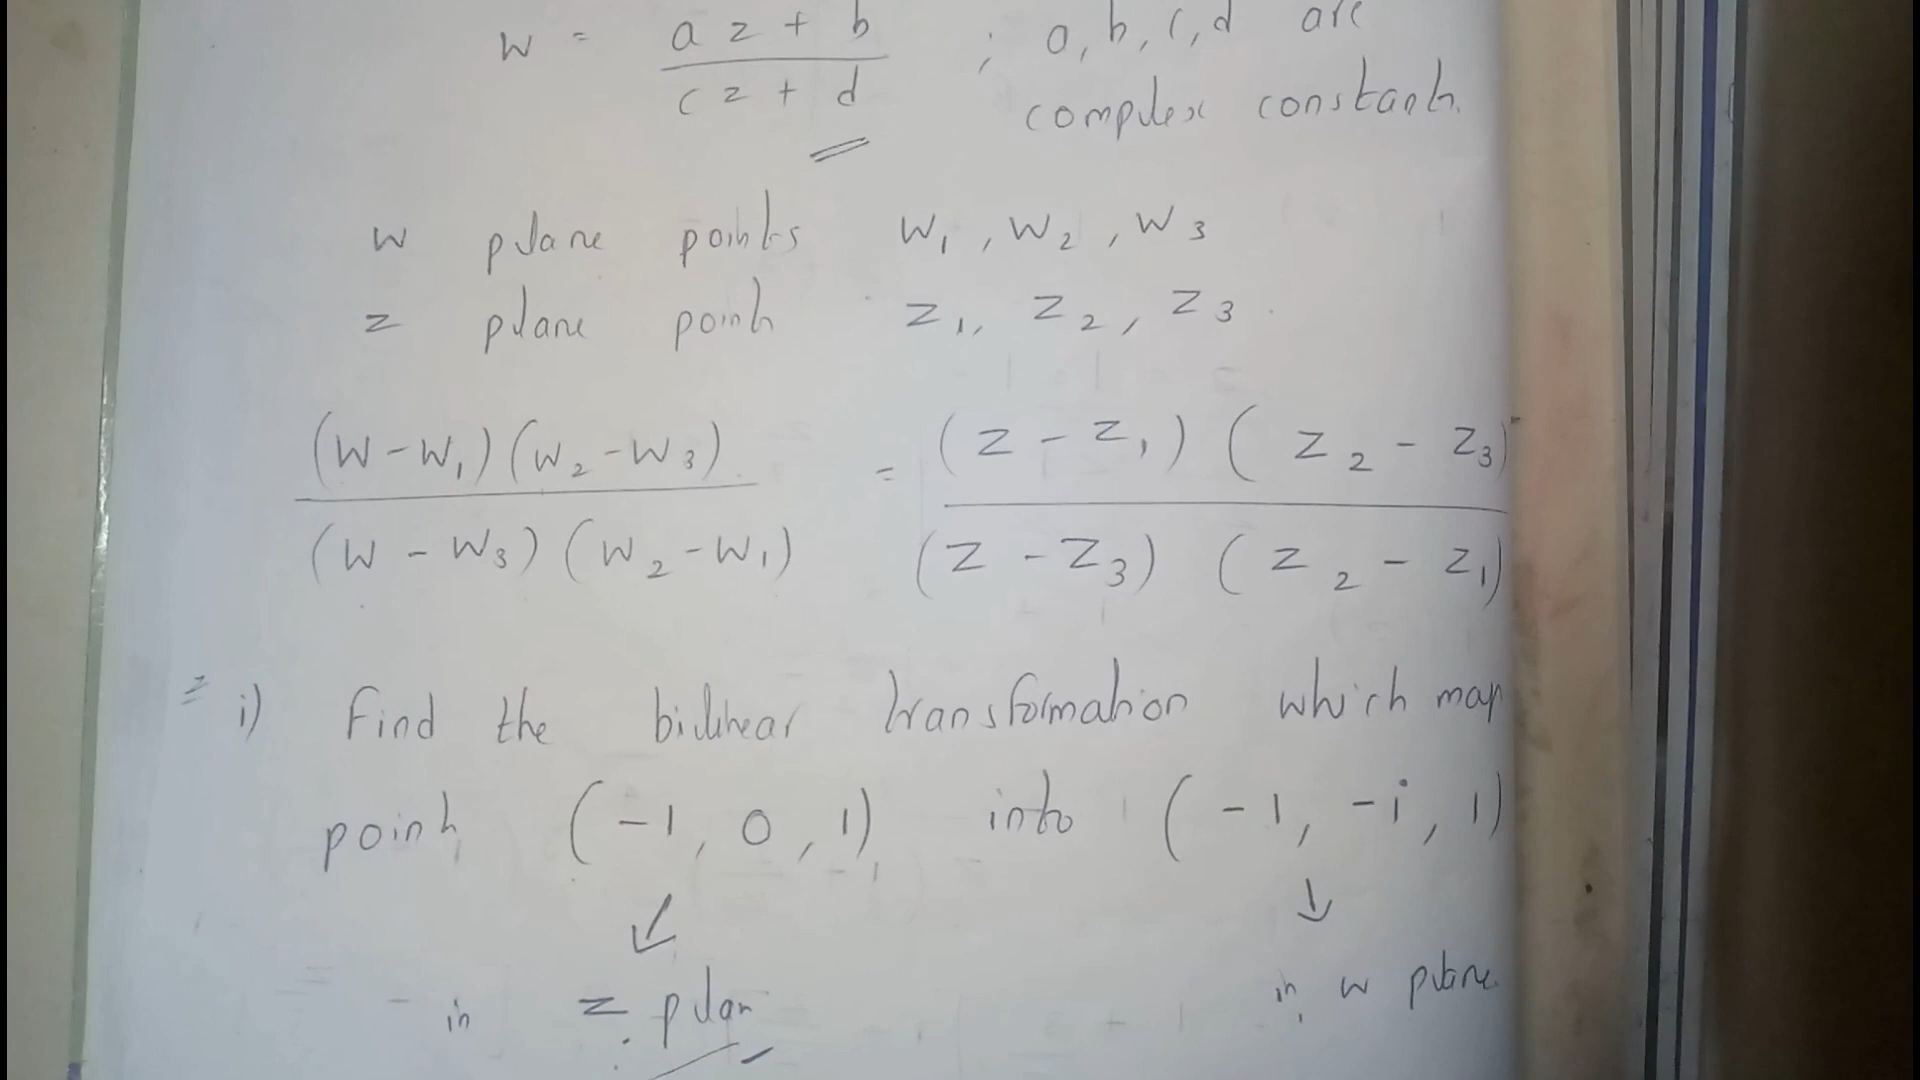 w = az + b / cz + d ; a, b, c, d are
complex constants.
w plane points w1, w2, w3
z plane points z1, z2, z3.
(w-w1)(w2-w3) / (w-w3)(w2-w1) = (z-z1)(z2-z3) / (z-z3)(z2-z1)
i) Find the bilinear transformation which map
points (-1, 0, 1) into (-1, -i, 1)
in z plan
in w plane.